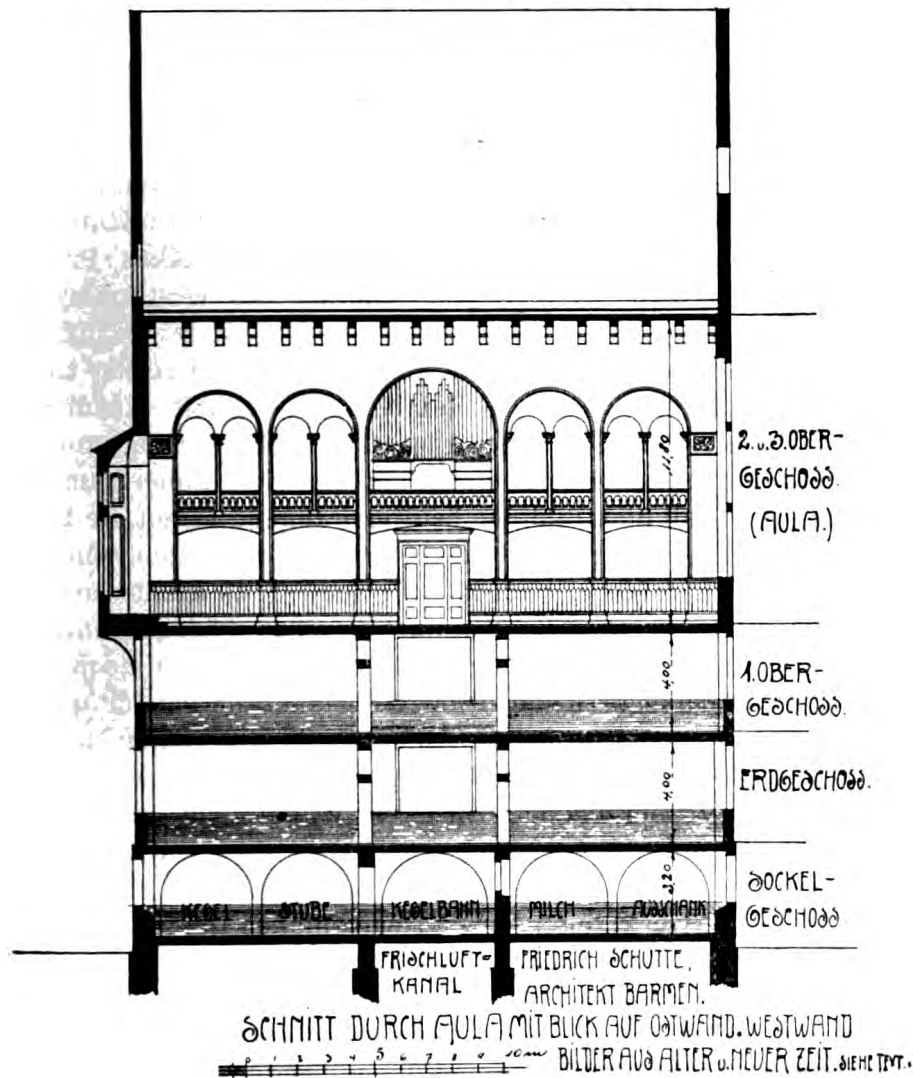 11,80
2. u. 3. OBER-
GESCHOSS.
(AULA.)
4,00
1. OBER-
GESCHOSS.
4,00
ERDGESCHOSS.
3,20
SOCKEL-
GESCHOSS
KEGEL - STUBE KEGELBAHN MILCH - AUSSCHANK
FRISCHLUFT=
KANAL
FRIEDRICH SCHUTTE,
ARCHITEKT BARMEN.
SCHNITT DURCH AULA MIT BLICK AUF OSTWAND. WESTWAND
0 1 2 3 4 5 6 7 8 9 10 m
BILDER AUS ALTER u. NEUER ZEIT. SIEHE TEXT.